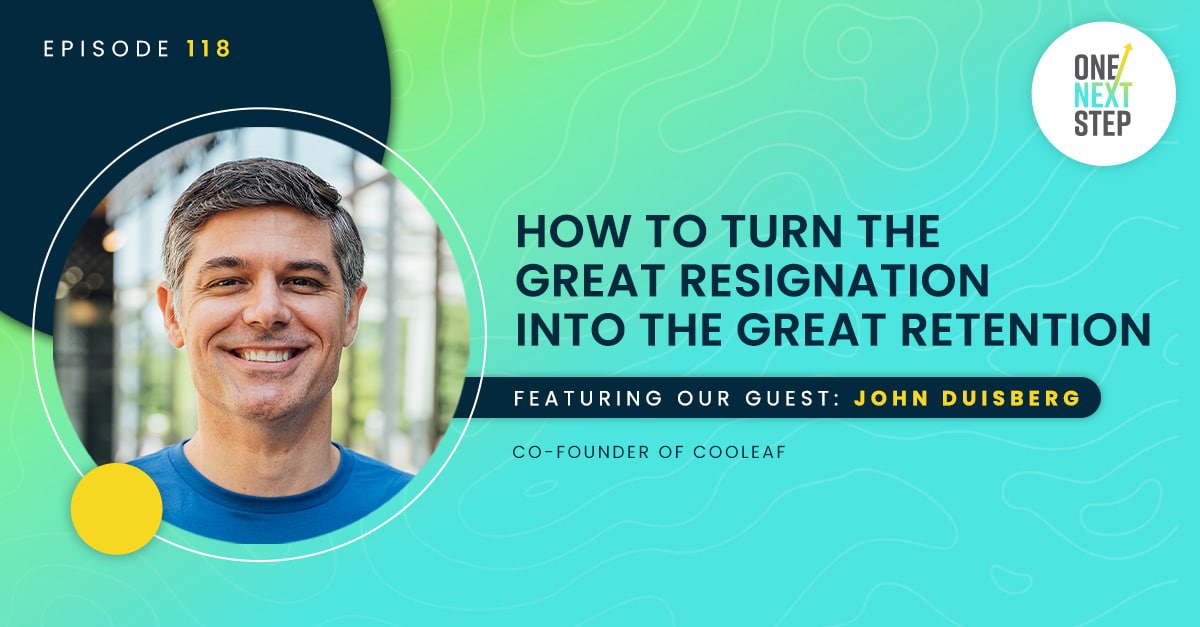 EPISODE 118
ONE
NEXT
STEP
HOW TO TURN THE
GREAT RESIGNATION
INTO THE GREAT RETENTION
FEATURING OUR GUEST: JOHN DUISBERG
CO-FOUNDER OF COOLEAF